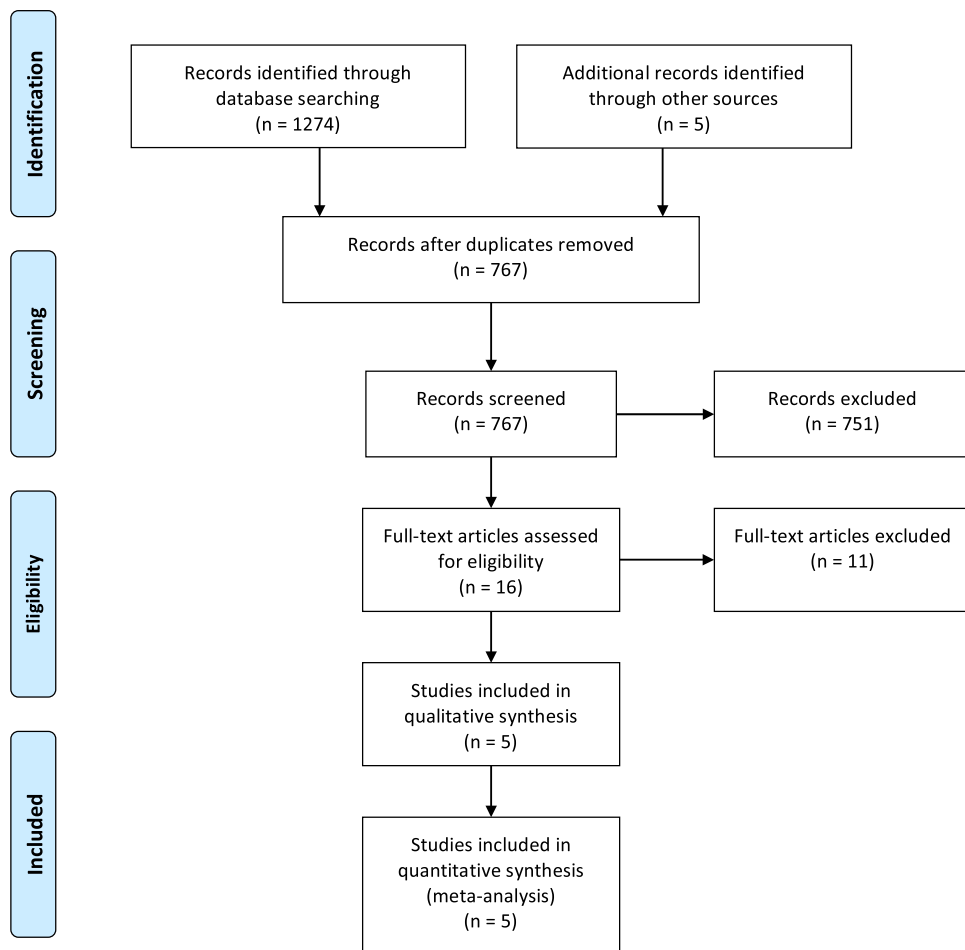 Identification
Records identified through
database searching
(n = 1274)
Additional records identified
through other sources
(n = 5)
Records after duplicates removed
(n = 767)
Screening
Records screened
(n = 767)
Records excluded
(n = 751)
Eligibility
Full-text articles assessed
for eligibility
(n = 16)
Full-text articles excluded
(n = 11)
Studies included in
qualitative synthesis
(n = 5)
Included
Studies included in
quantitative synthesis
(meta-analysis)
(n = 5)